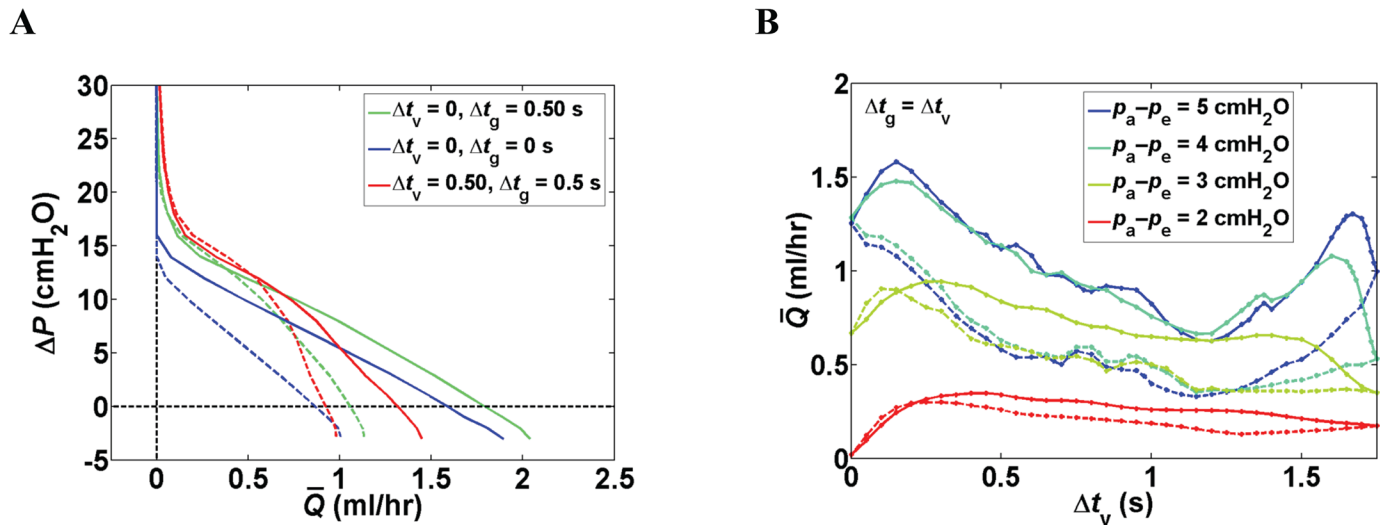 A
B
30
25
20
15
10
5
0
-5
ΔP (cmH2O)
0
0.5
1
1.5
2
2.5
Q̅ (ml/hr)
Δtv = 0, Δtg = 0.50 s
Δtv = 0, Δtg = 0 s
Δtv = 0.50, Δtg = 0.5 s
2
1.5
1
0.5
0
Q̅ (ml/hr)
Δtg = Δtv
pa–pe = 5 cmH2O
pa–pe = 4 cmH2O
pa–pe = 3 cmH2O
pa–pe = 2 cmH2O
0
0.5
1
1.5
Δtv (s)